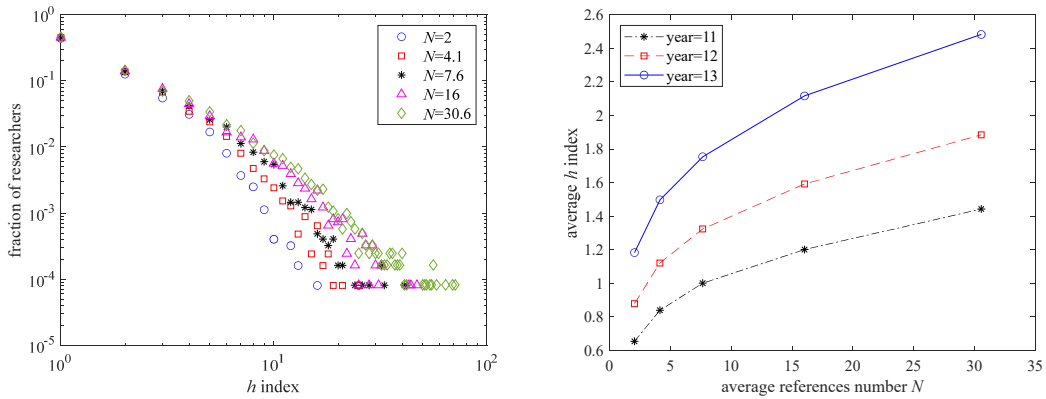 10^0
10^-1
10^-2
10^-3
10^-4
10^-5
10^0
10^1
10^2
fraction of researchers
h index
N=2
N=4.1
N=7.6
N=16
N=30.6
2.6
2.4
2.2
2
1.8
1.6
1.4
1.2
1
0.8
0.6
0
5
10
15
20
25
30
35
average h index
average references number N
year=11
year=12
year=13